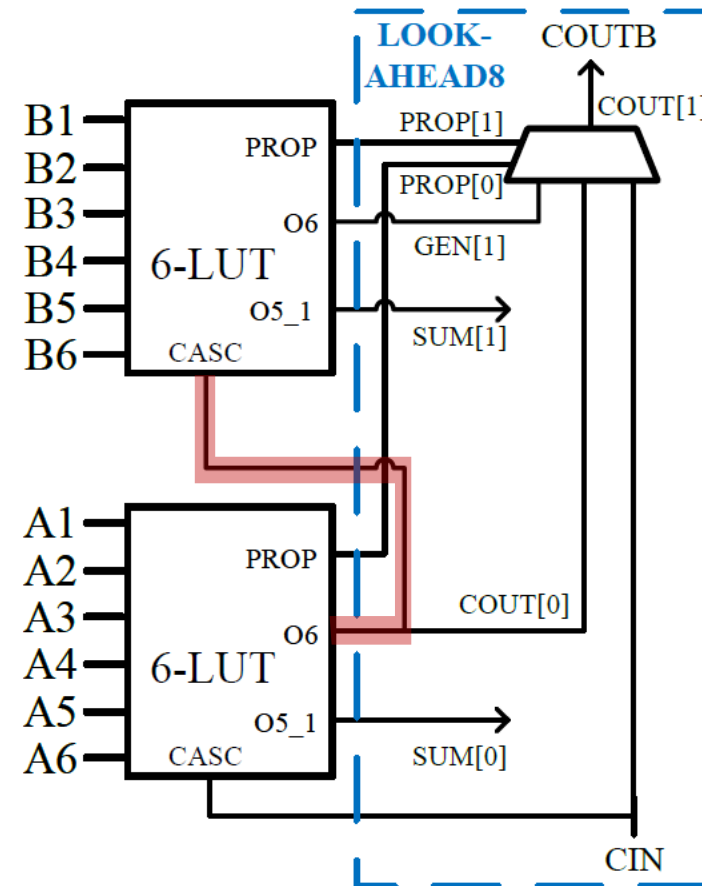 LOOK-
AHEAD8
COUTB
COUT[1]
B1
B2
B3
B4
B5
B6
PROP
O6
6-LUT
O5_1
CASC
PROP[1]
PROP[0]
GEN[1]
SUM[1]
A1
A2
A3
A4
A5
A6
PROP
O6
6-LUT
O5_1
CASC
COUT[0]
SUM[0]
CIN